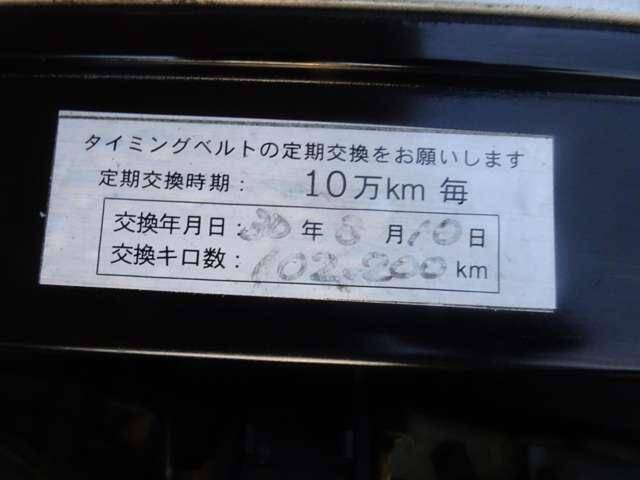 タイミングベルトの定期交換をお願いします
定期交換時期： 10万km 毎
交換年月日：30 年 8 月 10 日
交換キロ数：102,800 km